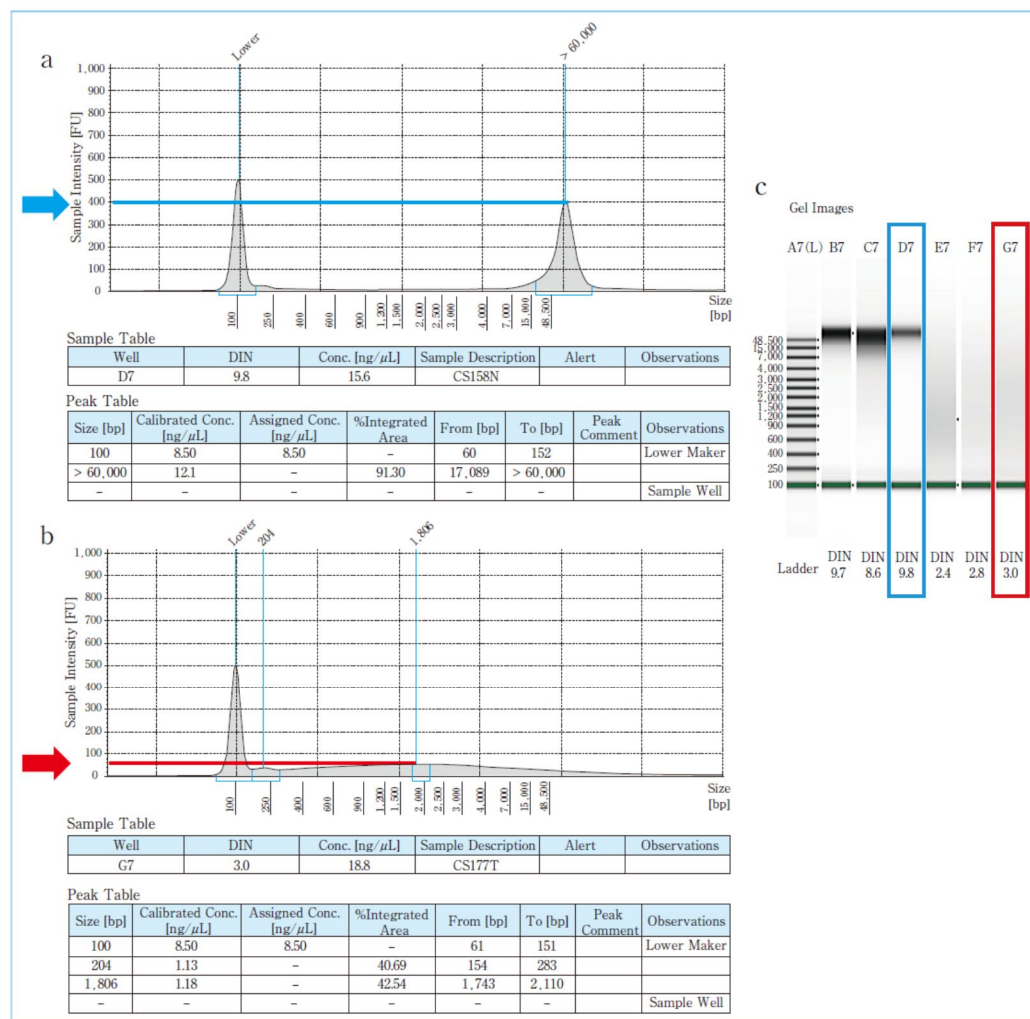 a
Lower
> 60,000
Sample Intensity [FU]
1,000
900
800
700
600
500
400
300
200
100
0
100
250
400
600
900
1,200
1,500
2,000
2,500
3,000
4,000
7,000
15,000
48,500
Size
[bp]
Sample Table
Well DIN Conc. [ng/μL] Sample Description Alert Observations
D7 9.8 15.6 CS158N
Peak Table
Size [bp] Calibrated Conc. [ng/μL] Assigned Conc. [ng/μL] %Integrated Area From [bp] To [bp] Peak Comment Observations
100 8.50 8.50 – 60 152 Lower Maker
> 60,000 12.1 – 91.30 17,089 > 60,000
– – – – – – Sample Well
b
Lower
204
1,806
Sample Intensity [FU]
1,000
900
800
700
600
500
400
300
200
100
0
100
250
400
600
900
1,200
1,500
2,000
2,500
3,000
4,000
7,000
15,000
48,500
Size
[bp]
Sample Table
Well DIN Conc. [ng/μL] Sample Description Alert Observations
G7 3.0 18.8 CS177T
Peak Table
Size [bp] Calibrated Conc. [ng/μL] Assigned Conc. [ng/μL] %Integrated Area From [bp] To [bp] Peak Comment Observations
100 8.50 8.50 – 61 151 Lower Maker
204 1.13 – 40.69 154 283
1,806 1.18 – 42.54 1,743 2,110
– – – – – – Sample Well
c
Gel Images
A7(L) B7 C7 D7 E7 F7 G7
48,500
15,000
7,000
4,000
3,000
2,500
2,000
1,500
1,200
900
600
400
250
100
Ladder
DIN DIN DIN DIN DIN DIN
9.7 8.6 9.8 2.4 2.8 3.0